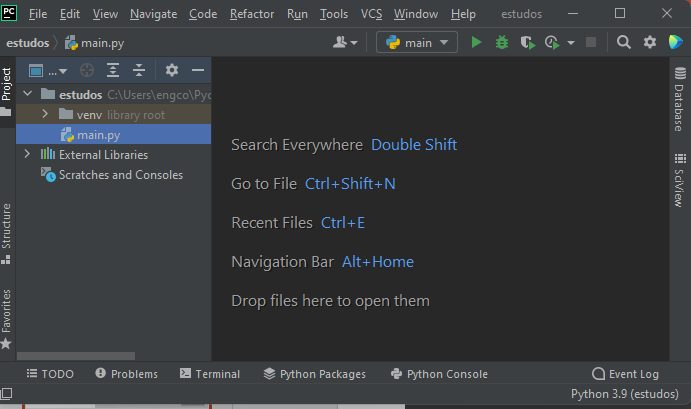 PC File Edit View Navigate Code Refactor Run Tools VCS Window Help estudos
estudos main.py main
Project
...
estudos C:\Users\engco\Pyc
venv library root
main.py
External Libraries
Scratches and Consoles
Structure
Favorites
Search Everywhere Double Shift
Go to File Ctrl+Shift+N
Recent Files Ctrl+E
Navigation Bar Alt+Home
Drop files here to open them
Database
SciView
TODO Problems Terminal Python Packages Python Console Event Log
Python 3.9 (estudos)